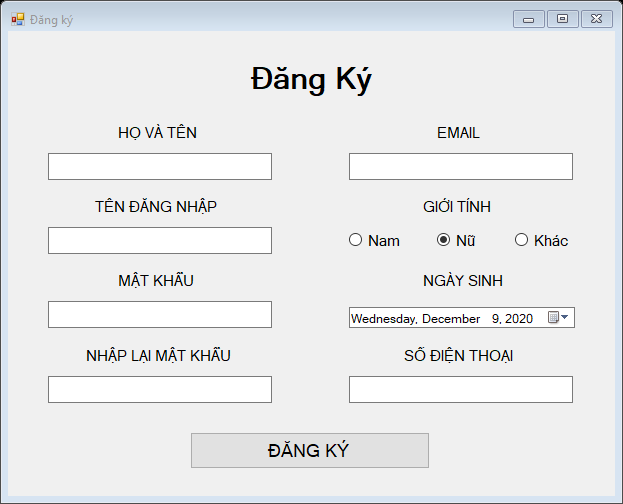 Đăng ký
Đăng Ký
HỌ VÀ TÊN
EMAIL
TÊN ĐĂNG NHẬP
GIỚI TÍNH
Nam Nữ Khác
MẬT KHẨU
NGÀY SINH
Wednesday, December 9, 2020
NHẬP LẠI MẬT KHẨU
SỐ ĐIỆN THOẠI
ĐĂNG KÝ